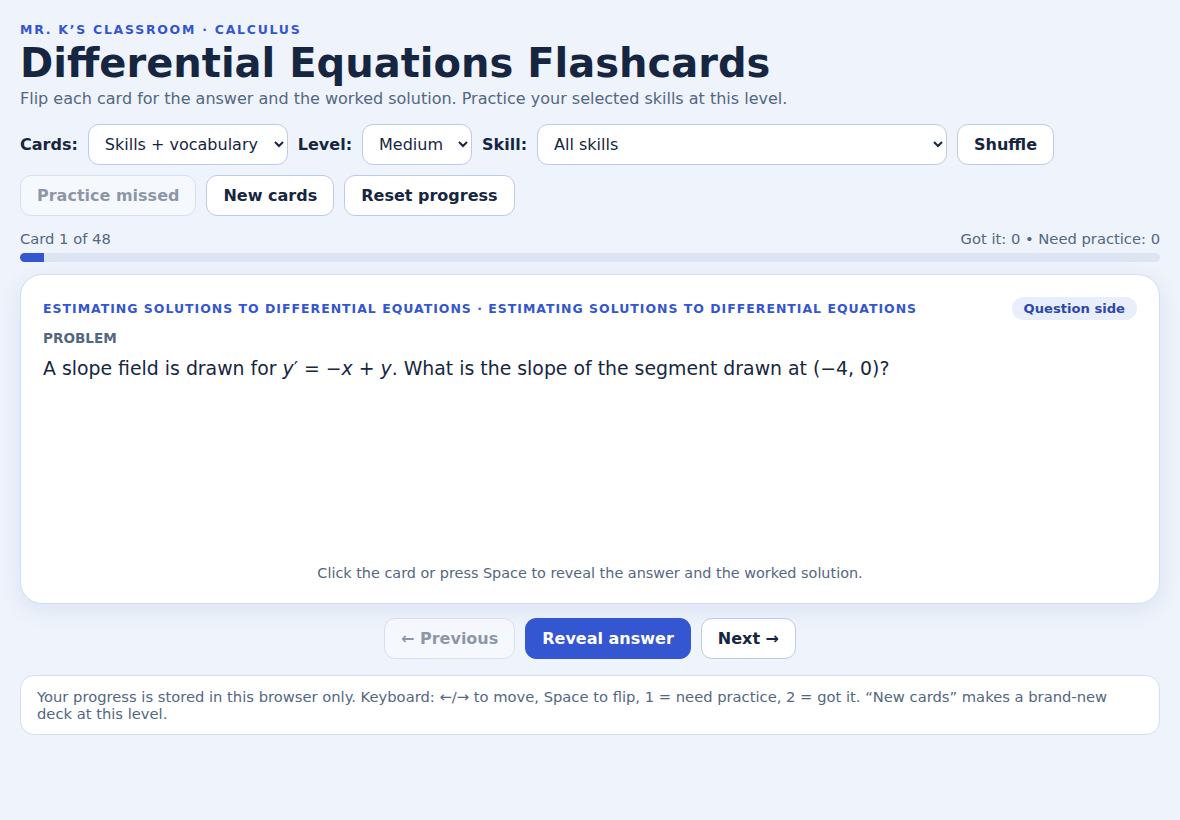 MR. K’S CLASSROOM · CALCULUS
Differential Equations Flashcards
Flip each card for the answer and the worked solution. Practice your selected skills at this level.
Cards: Skills + vocabulary Level: Medium Skill: All skills Shuffle
Practice missed New cards Reset progress
Card 1 of 48 Got it: 0 • Need practice: 0
ESTIMATING SOLUTIONS TO DIFFERENTIAL EQUATIONS · ESTIMATING SOLUTIONS TO DIFFERENTIAL EQUATIONS Question side
PROBLEM
A slope field is drawn for y′ = −x + y. What is the slope of the segment drawn at (−4, 0)?
Click the card or press Space to reveal the answer and the worked solution.
← Previous Reveal answer Next →
Your progress is stored in this browser only. Keyboard: ←/→ to move, Space to flip, 1 = need practice, 2 = got it. “New cards” makes a brand-new
deck at this level.